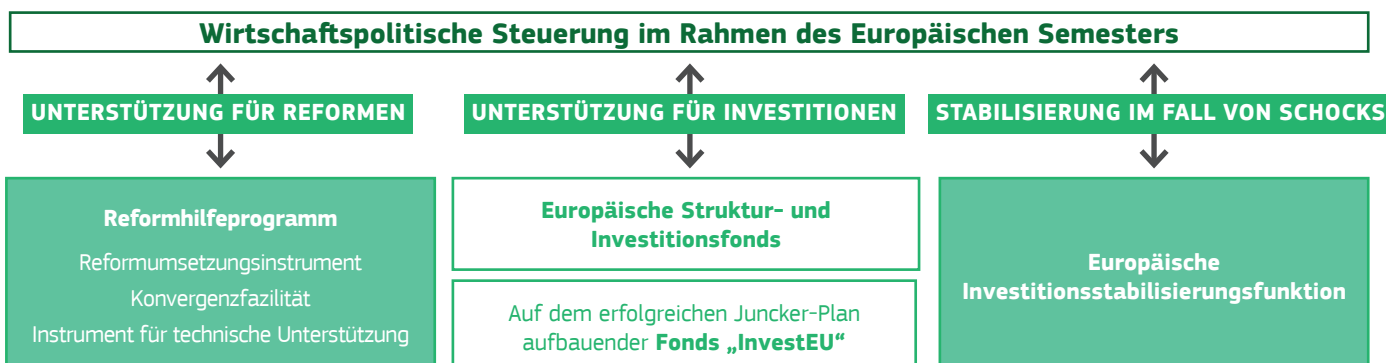 Wirtschaftspolitische Steuerung im Rahmen des Europäischen Semesters
UNTERSTÜTZUNG FÜR REFORMEN
UNTERSTÜTZUNG FÜR INVESTITIONEN
STABILISIERUNG IM FALL VON SCHOCKS
Reformhilfeprogramm
Reformumsetzungsinstrument
Konvergenzfazilität
Instrument für technische Unterstützung
Europäische Struktur- und
Investitionsfonds
Auf dem erfolgreichen Juncker-Plan
aufbauender Fonds „InvestEU“
Europäische
Investitionsstabilisierungsfunktion